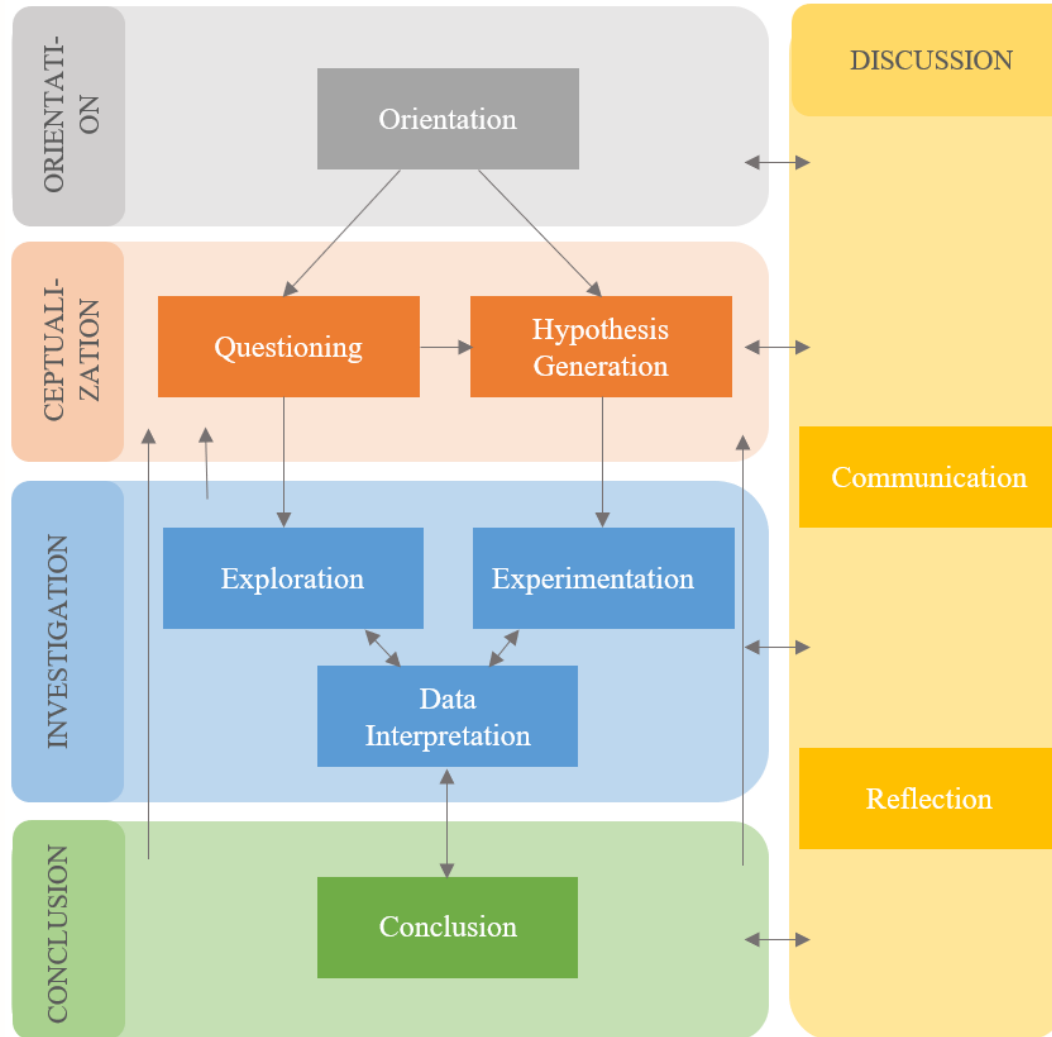 ORIENTATI-
ON
Orientation
CEPTUALI-
ZATION
Questioning
Hypothesis
Generation
INVESTIGATION
Exploration
Experimentation
Data
Interpretation
CONCLUSION
Conclusion
DISCUSSION
Communication
Reflection